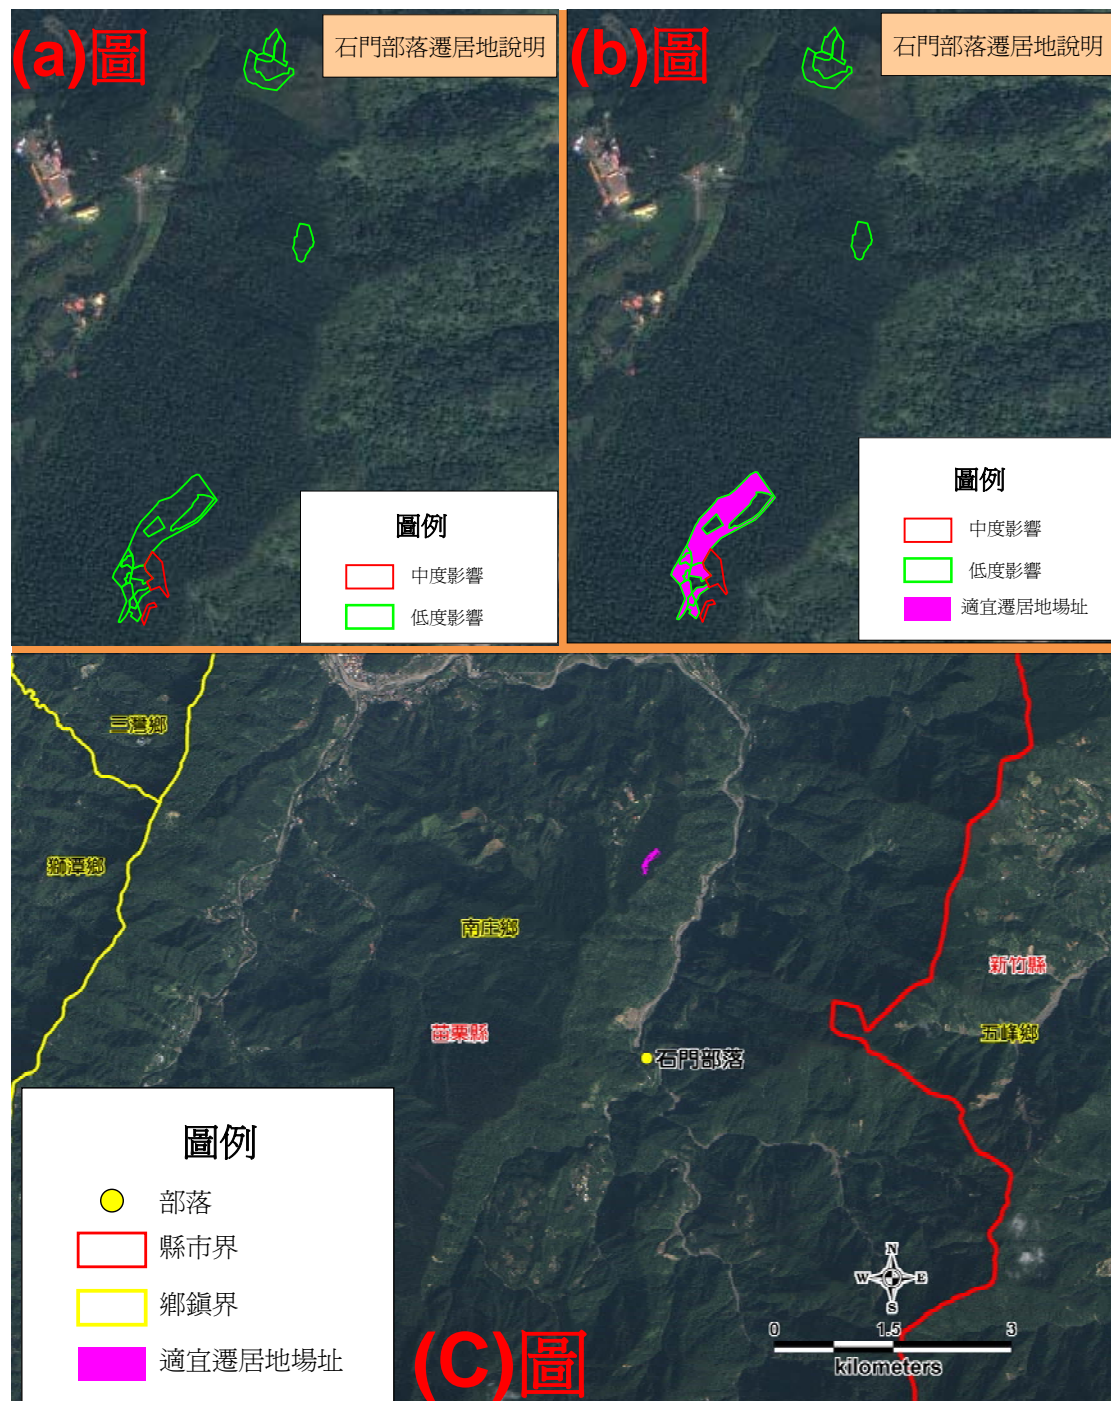 (a)圖
石門部落遷居地說明
圖例
中度影響
低度影響
(b)圖
石門部落遷居地說明
圖例
中度影響
低度影響
適宜遷居地場址
三灣鄉
獅潭鄉
南庄鄉
苗栗縣
新竹縣
五峰鄉
石門部落
圖例
部落
縣市界
鄉鎮界
適宜遷居地場址
N
W E
S
0 1.5 3
kilometers
(C)圖